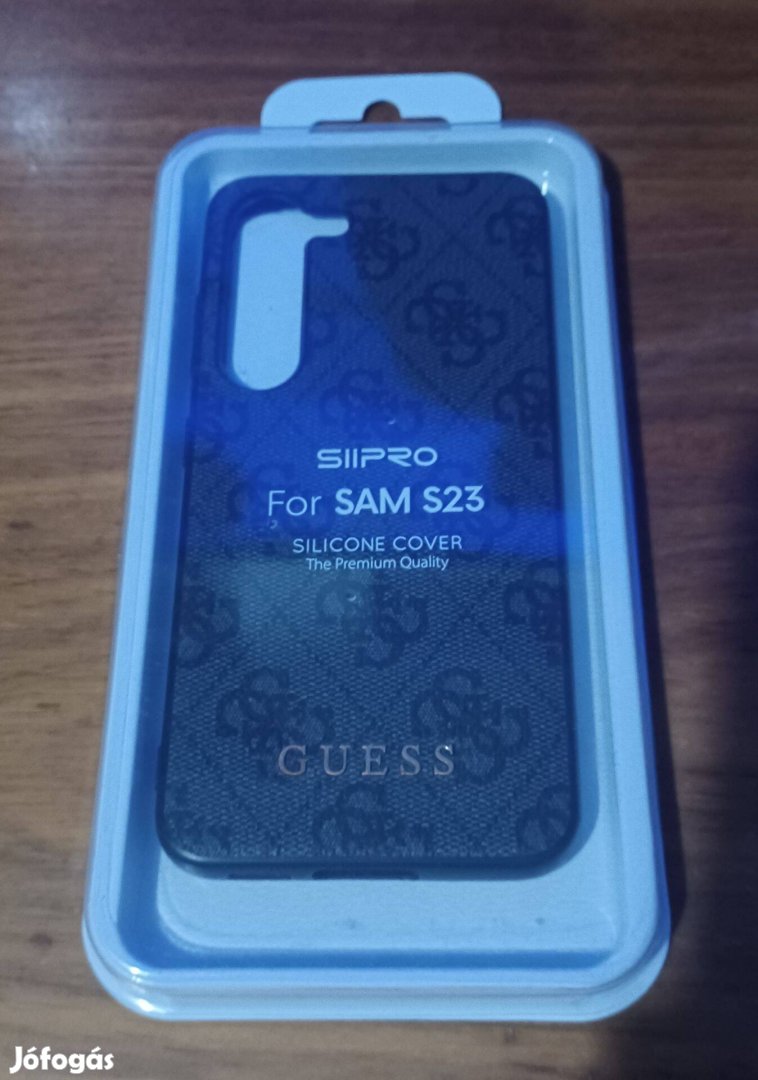 SIIPRO
For SAM S23
SILICONE COVER
The Premium Quality
GUESS
Jófogás